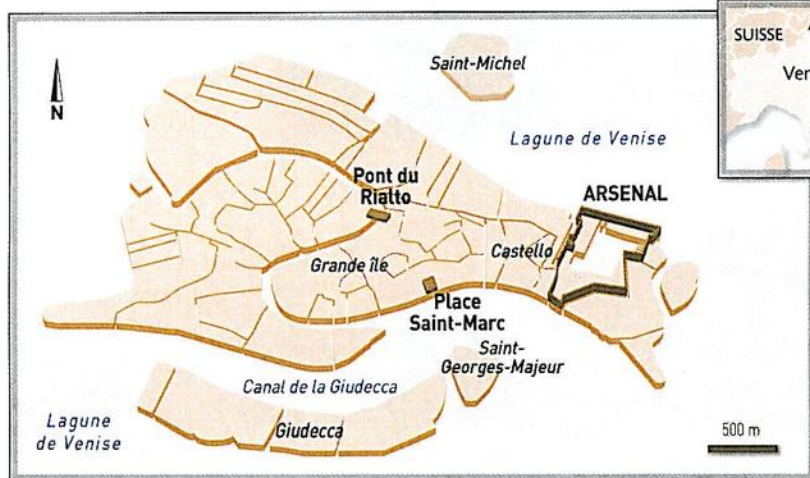 SUISSE
Ver
Saint-Michel
N
Lagune de Venise
Pont du
Rialto
ARSENAL
Castello
Grande île
Place
Saint-Marc
Saint-
Georges-Majeur
Canal de la Giudecca
Lagune
de Venise
Giudecca
500 m